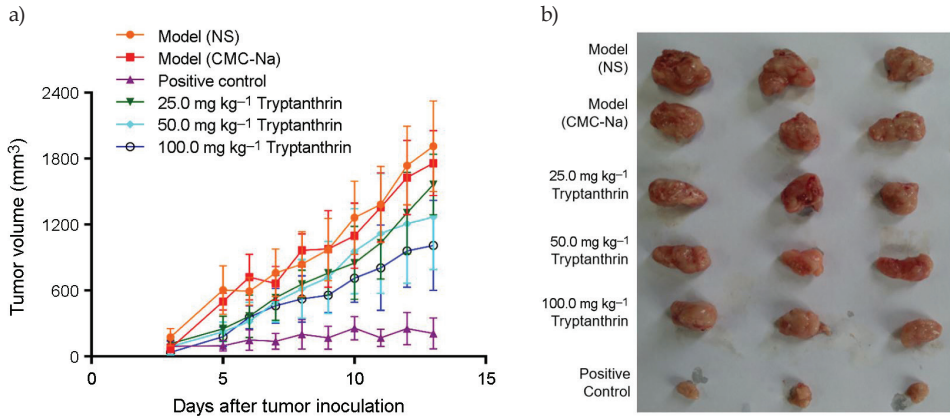 a)
Model (NS)
Model (CMC-Na)
Positive control
25.0 mg kg⁻¹ Tryptanthrin
50.0 mg kg⁻¹ Tryptanthrin
100.0 mg kg⁻¹ Tryptanthrin
2400
1800
1200
600
0
Tumor volume (mm³)
0
5
10
15
Days after tumor inoculation
b)
Model
(NS)
Model
(CMC-Na)
25.0 mg kg⁻¹
Tryptanthrin
50.0 mg kg⁻¹
Tryptanthrin
100.0 mg kg⁻¹
Tryptanthrin
Positive
Control